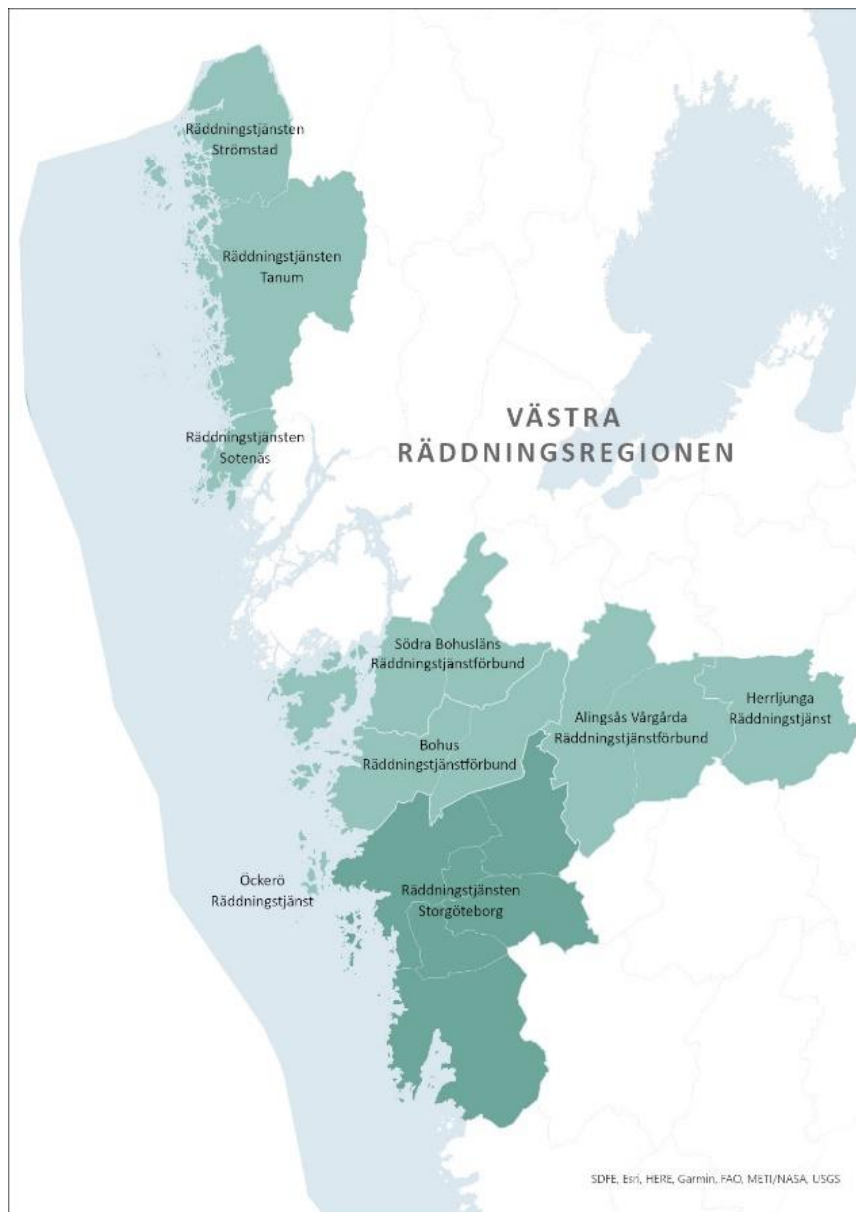 Räddningstjänsten
Strömstad
Räddningstjänsten
Tanum
VÄSTRA
RÄDDNINGSREGIONEN
Räddningstjänsten
Sotenäs
Södra Bohusläns
Räddningstjänstförbund
Herrljunga
Räddningstjänst
Alingsås Vårgårda
Räddningstjänstförbund
Bohus
Räddningstjänstförbund
Öckerö
Räddningstjänst
Räddningstjänsten
Storgöteborg
SDFE, Esri, HERE, Garmin, FAO, METI/NASA, USGS